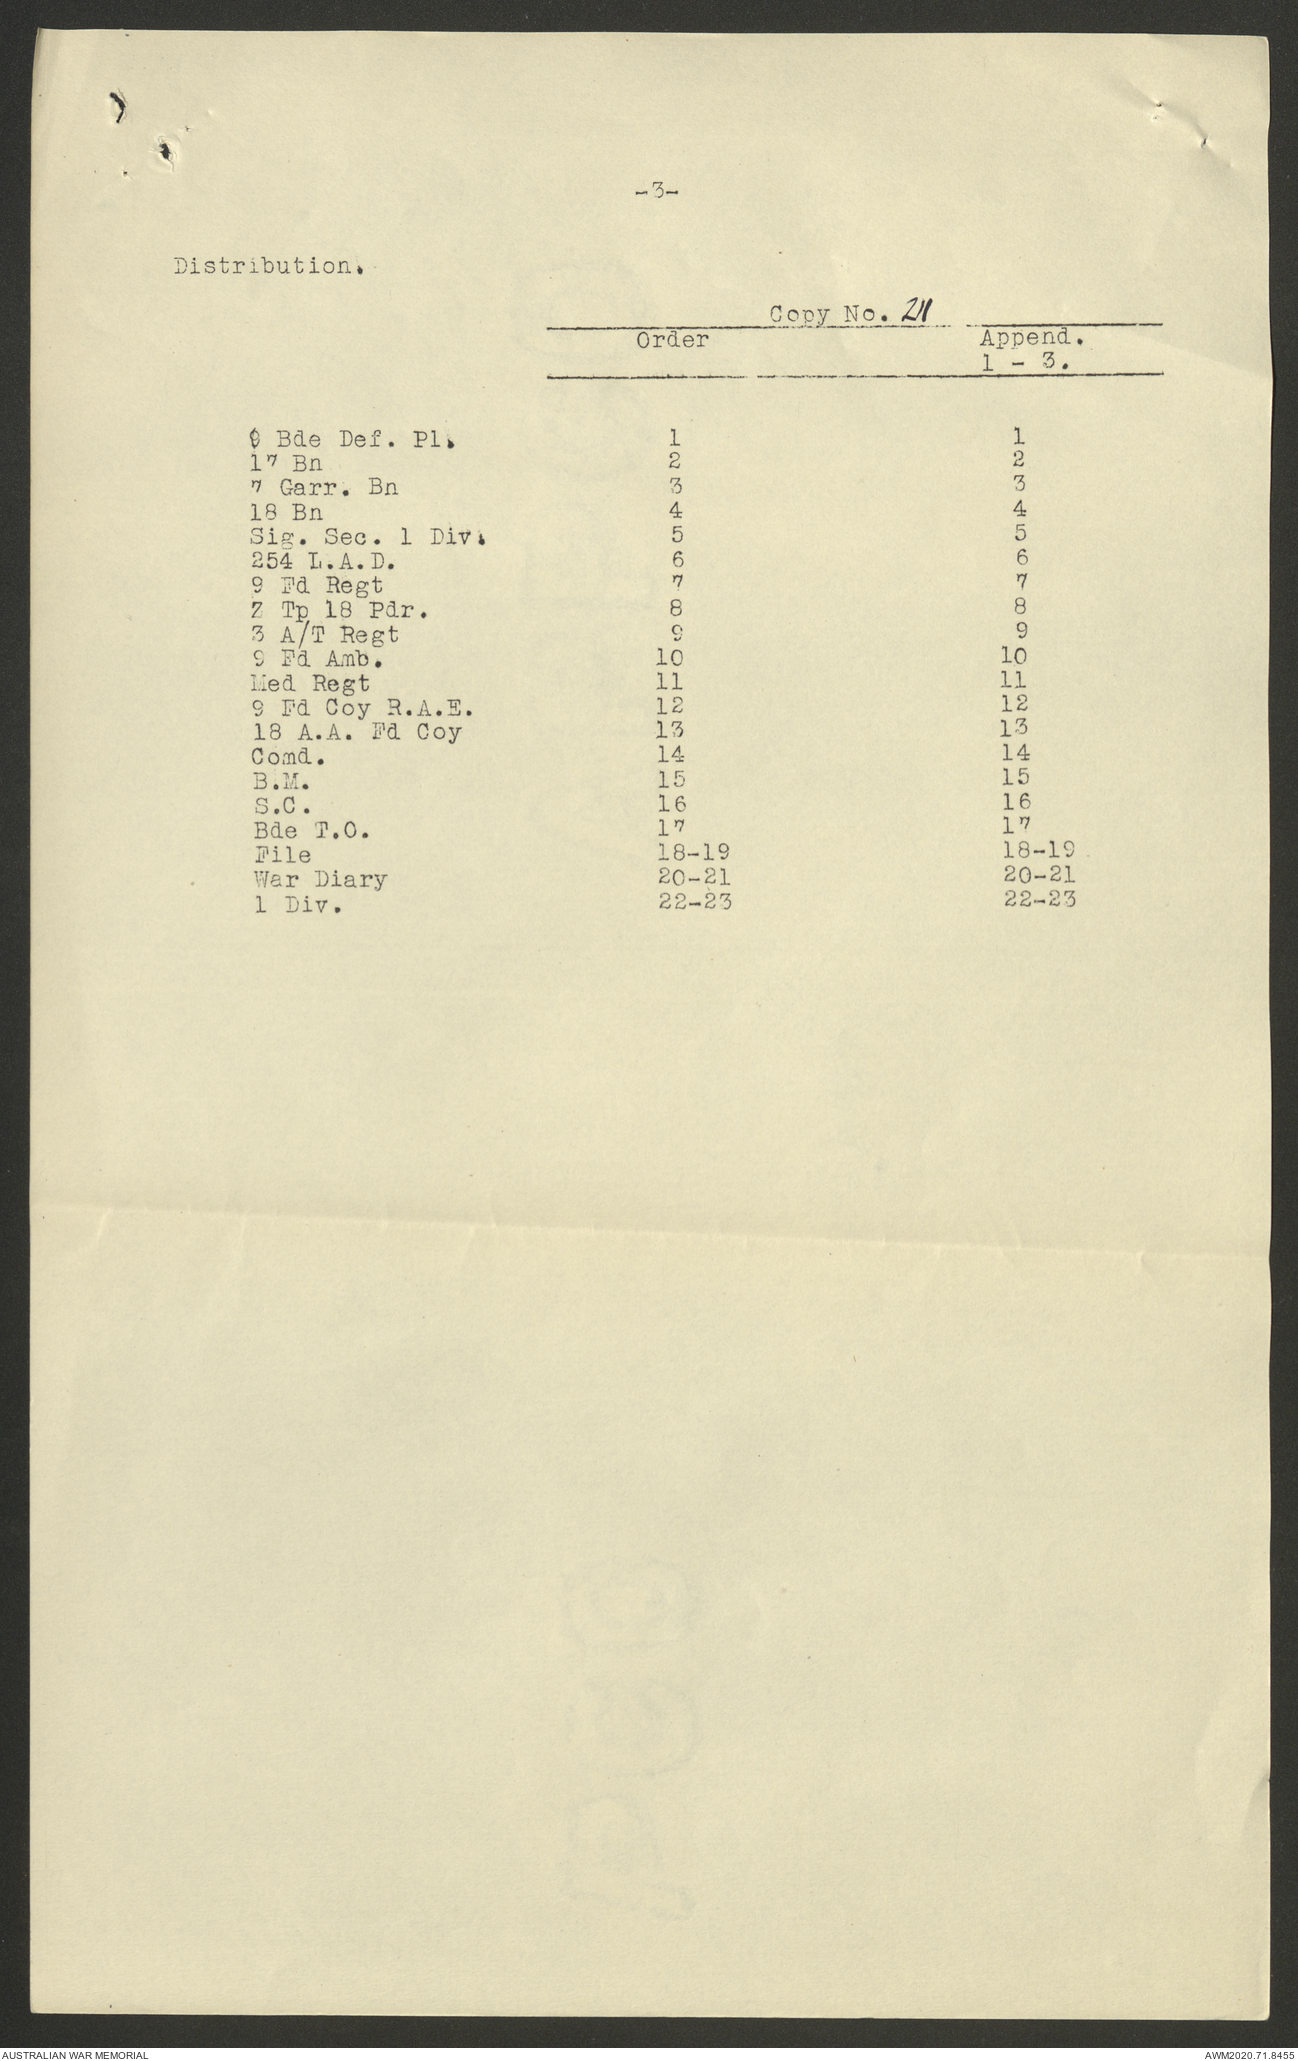 -3-
Distribution.
Copy No. 21
Order Append.
1 - 3.
9 Bde Def. Pl. 1 1
17 Bn 2 2
7 Garr. Bn 3 3
18 Bn 4 4
Sig. Sec. 1 Div. 5 5
254 L.A.D. 6 6
9 Fd Regt 7 7
Z Tp 18 Pdr. 8 8
3 A/T Regt 9 9
9 Fd Amb. 10 10
Med Regt 11 11
9 Fd Coy R.A.E. 12 12
18 A.A. Fd Coy 13 13
Comd. 14 14
B.M. 15 15
S.C. 16 16
Bde T.O. 17 17
File 18-19 18-19
War Diary 20-21 20-21
1 Div. 22-23 22-23
AUSTRALIAN WAR MEMORIAL AWM2020.71.8455